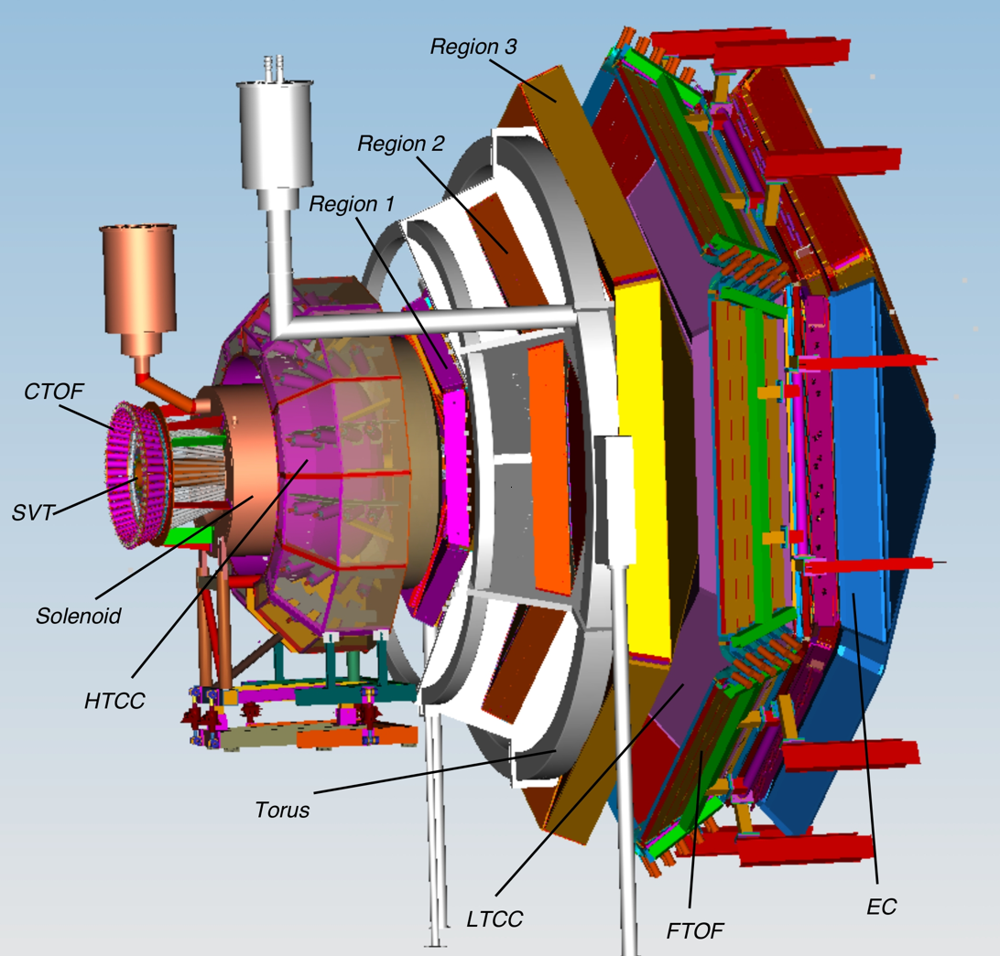 Region 3
Region 2
Region 1
CTOF
SVT
Solenoid
HTCC
Torus
LTCC
FTOF
EC